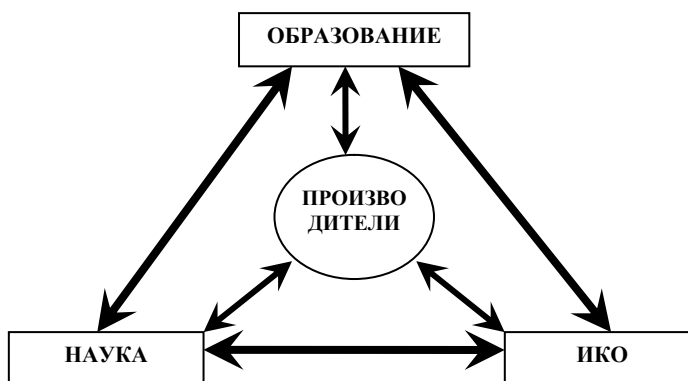 ОБРАЗОВАНИЕ
ПРОИЗВО
ДИТЕЛИ
НАУКА
ИКО